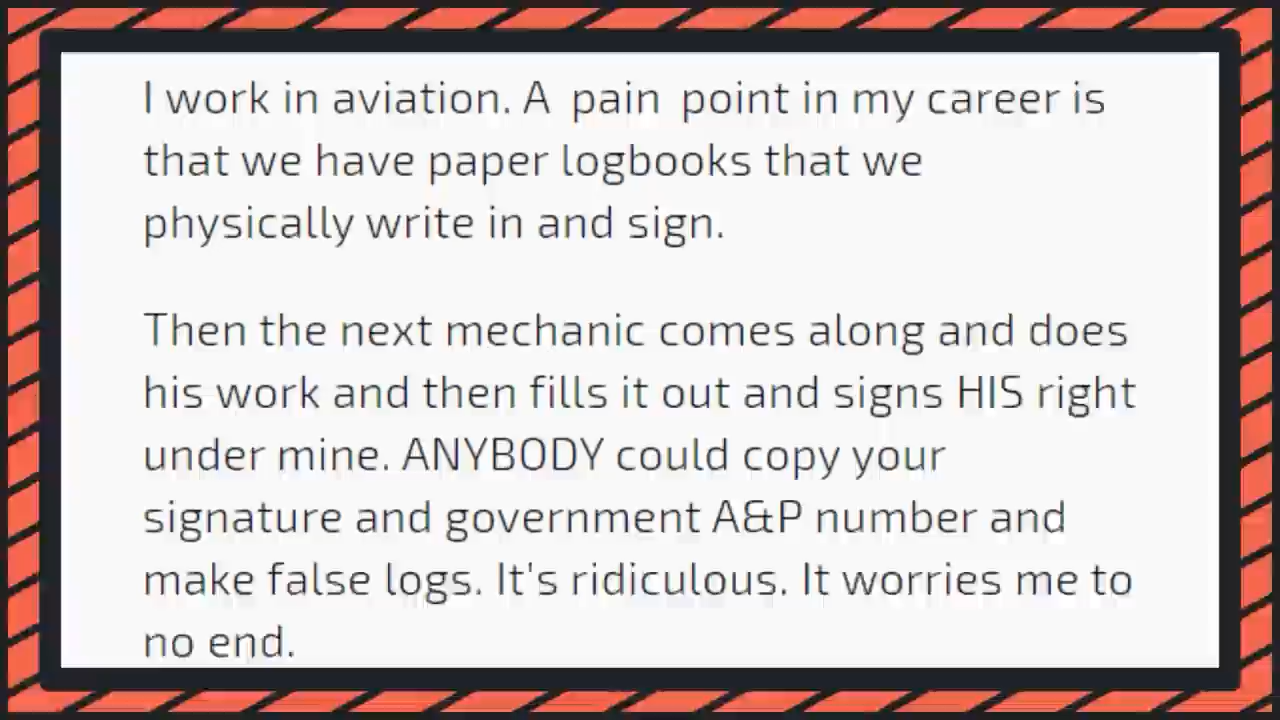 I work in aviation. A pain point in my career is
that we have paper logbooks that we
physically write in and sign.
Then the next mechanic comes along and does
his work and then fills it out and signs HIS right
under mine. ANYBODY could copy your
signature and government A&P number and
make false logs. It's ridiculous. It worries me to
no end.